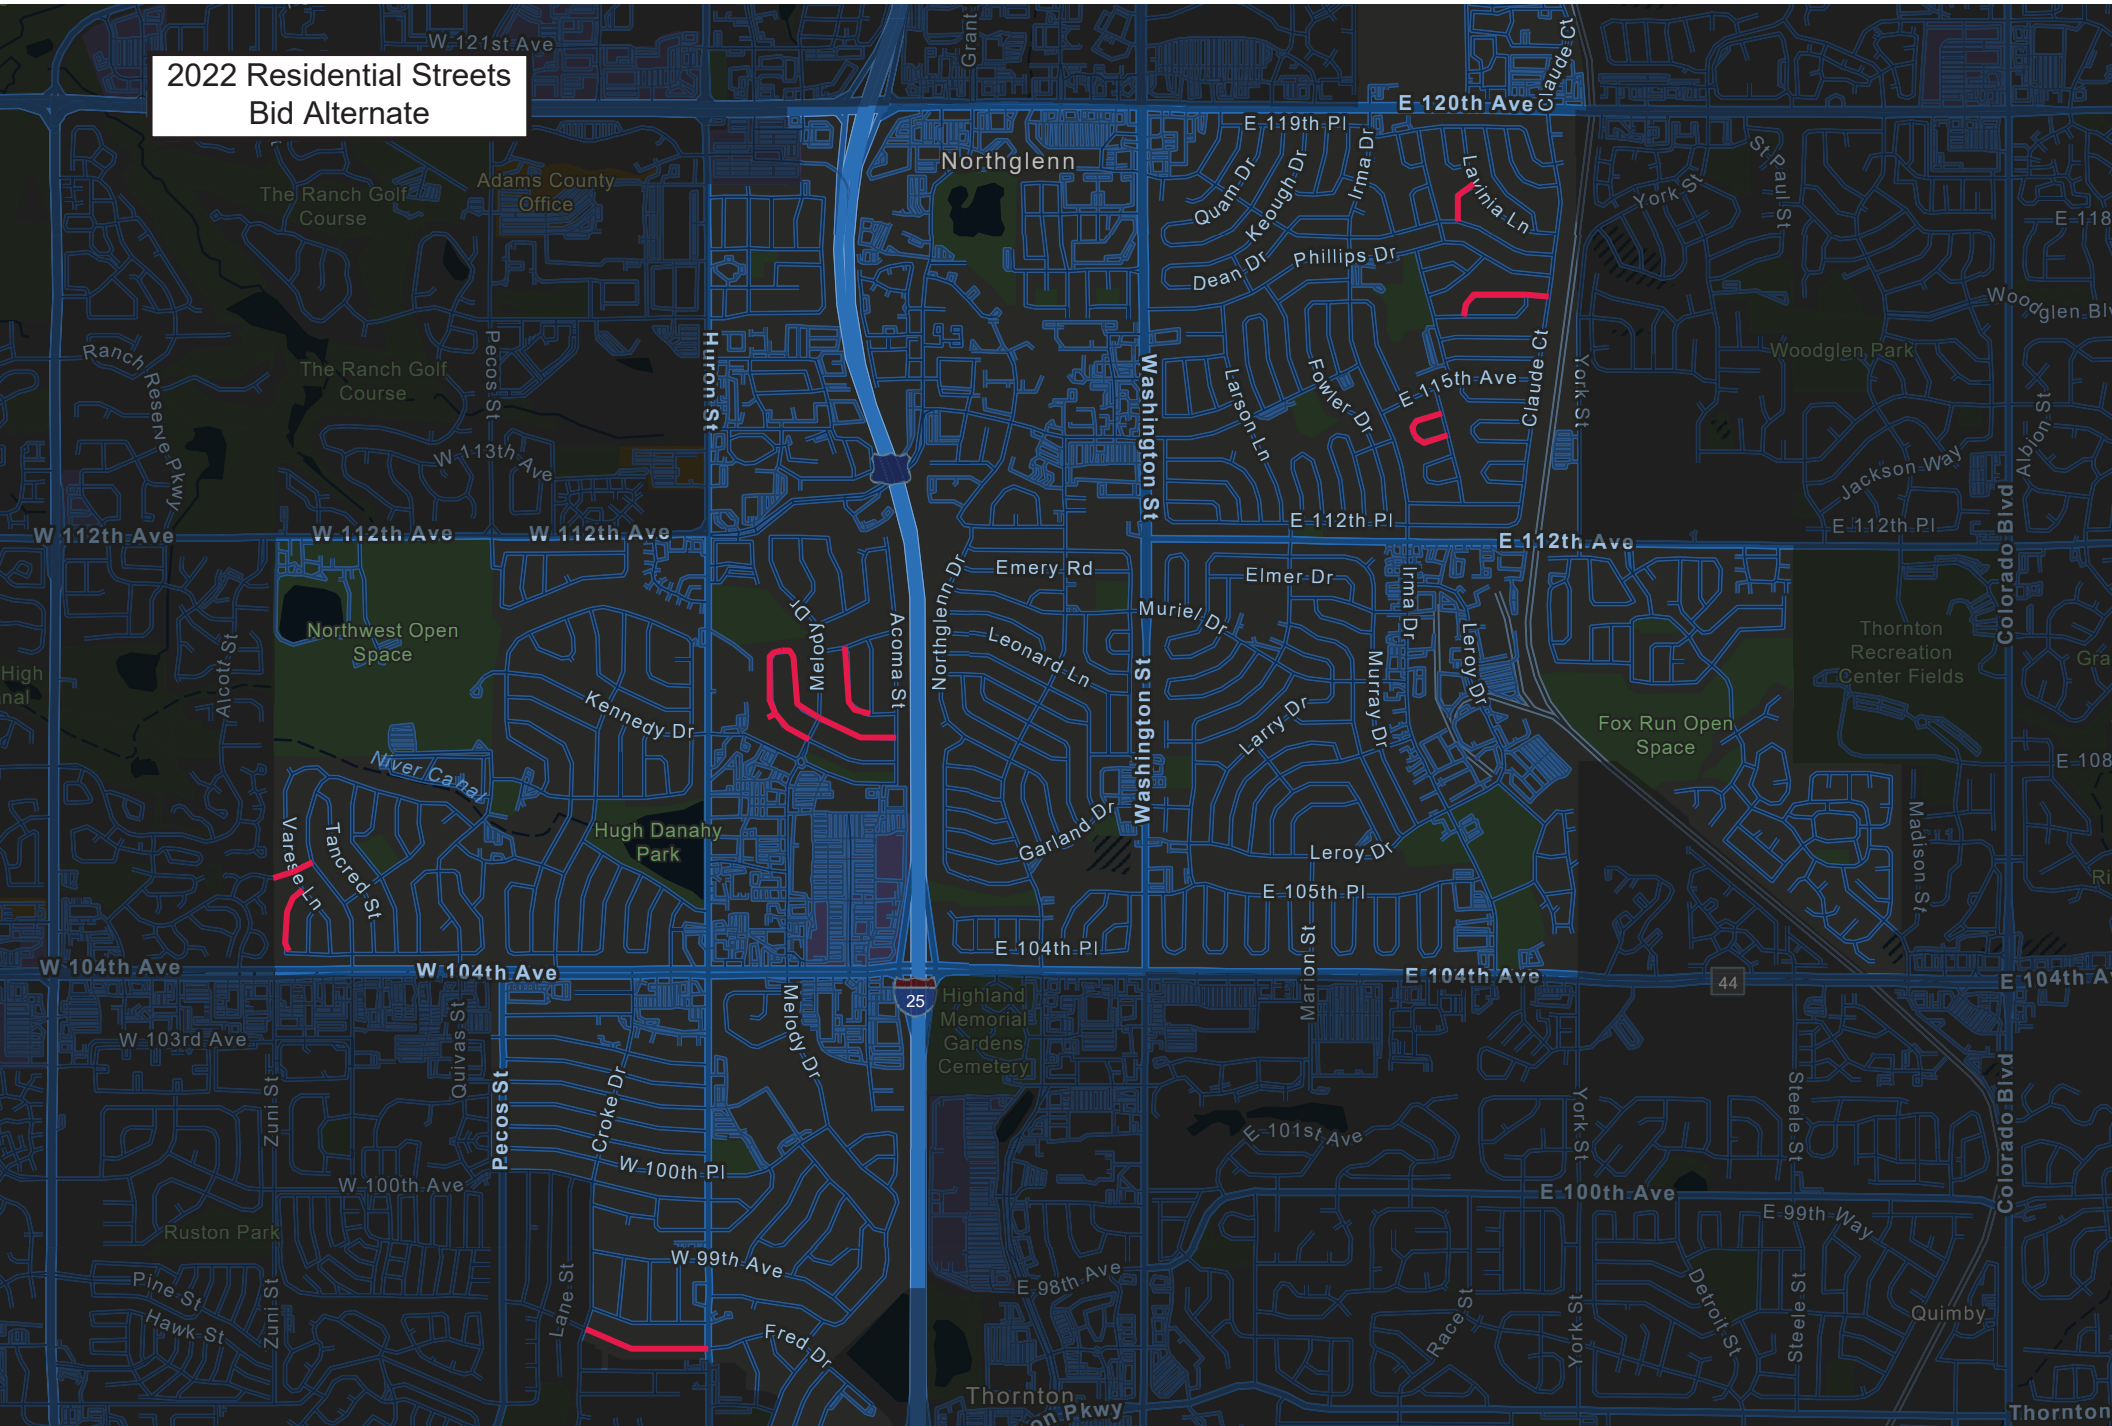 W 121st Ave
Grant
Claude Ct
2022 Residential Streets
Bid Alternate
E 120th Ave
E 119th Pl
Northglenn
The Ranch Golf
Course
Adams County
Office
Quam Dr
Keough Dr
Irma Dr
Lavinia Ln
St Paul St
York St
E 118
Dean Dr
Phillips Dr
Woodglen Blv
Ranch Reserve Pkwy
The Ranch Golf
Course
Pecos St
Huron St
Washington St
Larson Ln
Fowler Dr
E 115th Ave
Claude Ct
York St
Woodglen Park
Albion St
W 113th Ave
Jackson Way
Colorado Blvd
W 112th Ave
W 112th Ave
W 112th Ave
E 112th Pl
E 112th Ave
E 112th Pl
Northglenn Dr
Emery Rd
Elmer Dr
Irma Dr
Muriel Dr
Melody Dr
Acoma St
Leonard Ln
Leroy Dr
Northwest Open
Space
Alcott St
High
nal
Thornton
Recreation
Center Fields
Gra
Kennedy Dr
Washington St
Larry Dr
Murray Dr
Fox Run Open
Space
Niver Canal
E 108
Varese Ln
Tancred St
Hugh Danahy
Park
Garland Dr
Leroy Dr
Madison St
Ri
E 105th Pl
E 104th Pl
Marion St
W 104th Ave
W 104th Ave
E 104th Ave
44
E 104th A
25
Highland
Memorial
Gardens
Cemetery
W 103rd Ave
Quivas St
Melody Dr
Zuni St
Pecos St
Croke Dr
E 101st Ave
York St
Steele St
Colorado Blvd
W 100th Pl
W 100th Ave
E 100th Ave
E 99th Way
Ruston Park
W 99th Ave
Pine St
Hawk St
Zuni St
Lane St
E 98th Ave
Race St
York St
Detroit St
Steele St
Quimby
Fred Dr
Thornton
on Pkwy
Thornton